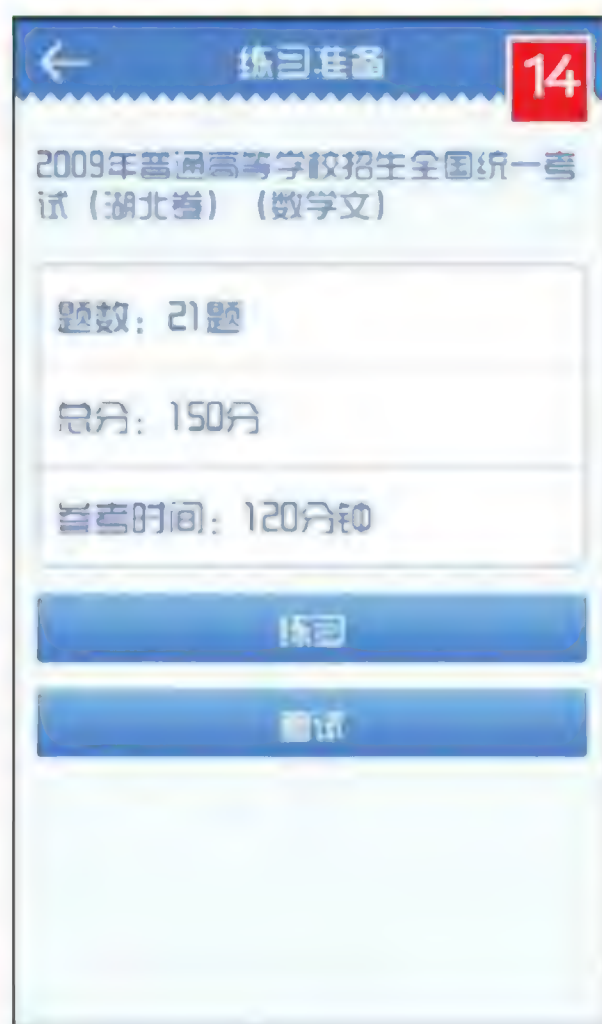 练习准备
14
2009年普通高等学校招生全国统一考
试（湖北卷）（数学文）
题数：21题
总分：150分
参考时间：120分钟
练习
考试